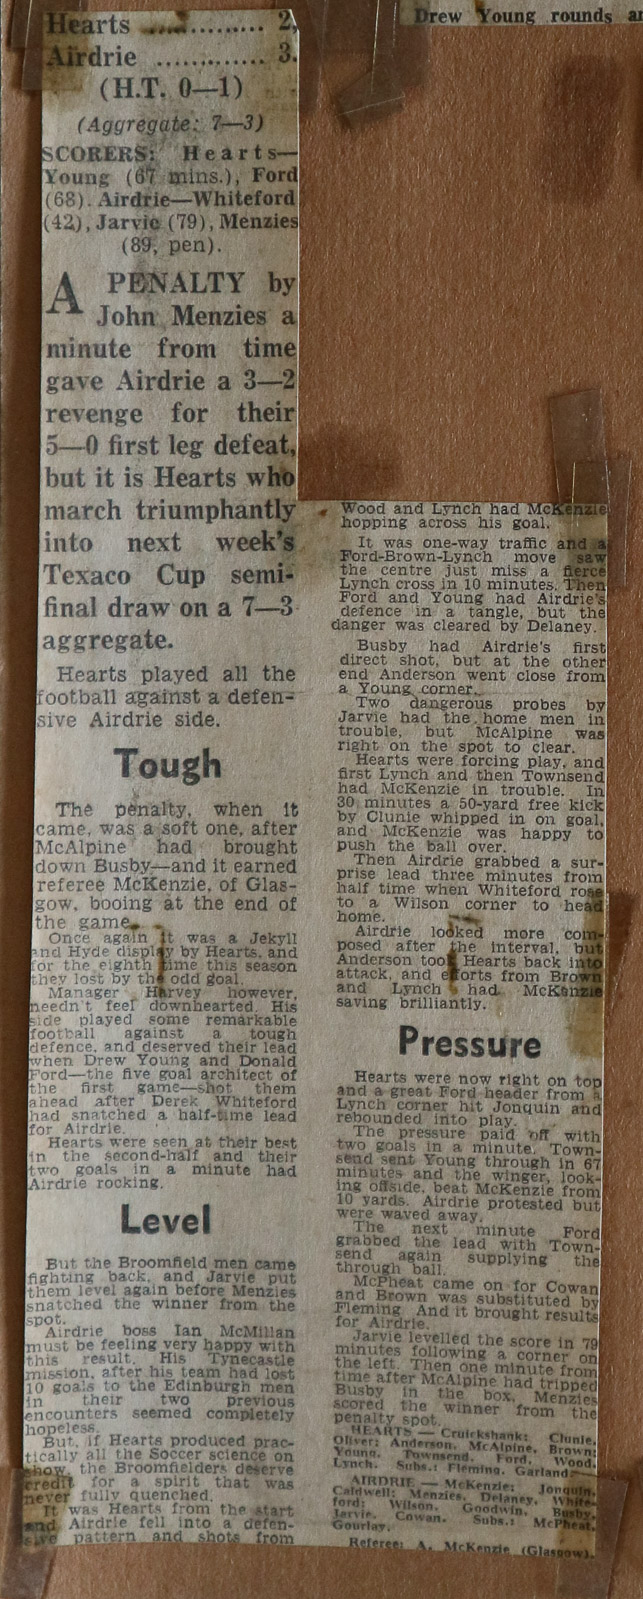 Drew Young rounds
Hearts .............. 2,
Airdrie ............. 3.
(H.T. 0—1)
(Aggregate: 7—3)
SCORERS: Hearts—
Young (67 mins.), Ford
(68). Airdrie—Whiteford
(42), Jarvie (79), Menzies
(89, pen).
A PENALTY by
John Menzies a
minute from time
gave Airdrie a 3—2
revenge for their
5—0 first leg defeat,
but it is Hearts who
march triumphantly
into next week's
Texaco Cup semi-
final draw on a 7—3
aggregate.
Hearts played all the
football against a defen-
sive Airdrie side.
Tough
The penalty, when it
came, was a soft one, after
McAlpine had brought
down Busby—and it earned
referee McKenzie, of Glas-
gow, booing at the end of
the game.
Once again it was a Jekyll
and Hyde display by Hearts, and
for the eighth time this season
they lost by the odd goal.
Manager Harvey however,
needn't feel downhearted. His
side played some remarkable
football against a tough
defence, and deserved their lead
when Drew Young and Donald
Ford—the five goal architect of
the first game—shot them
ahead after Derek Whiteford
had snatched a half-time lead
for Airdrie.
Hearts were seen at their best
in the second-half and their
two goals in a minute had
Airdrie rocking.
Level
But the Broomfield men came
fighting back, and Jarvie put
them level again before Menzies
snatched the winner from the
spot.
Airdrie boss Ian McMillan
must be feeling very happy with
this result. His Tynecastle
mission, after his team had lost
10 goals to the Edinburgh men
in their two previous
encounters seemed completely
hopeless.
But, if Hearts produced prac-
tically all the Soccer science on
show, the Broomfielders deserve
credit for a spirit that was
never fully quenched.
It was Hearts from the start
and Airdrie fell into a defen-
sive pattern and shots from
Wood and Lynch had McKenzie
hopping across his goal.
It was one-way traffic and a
Ford-Brown-Lynch move saw
the centre just miss a fierce
Lynch cross in 10 minutes. Then
Ford and Young had Airdrie's
defence in a tangle, but the
danger was cleared by Delaney.
Busby had Airdrie's first
direct shot, but at the other
end Anderson went close from
a Young corner.
Two dangerous probes by
Jarvie had the home men in
trouble, but McAlpine was
right on the spot to clear.
Hearts were forcing play, and
first Lynch and then Townsend
had McKenzie in trouble. In
30 minutes a 50-yard free kick
by Clunie whipped in on goal,
and McKenzie was happy to
push the ball over.
Then Airdrie grabbed a sur-
prise lead three minutes from
half time when Whiteford rose
to a Wilson corner to head
home.
Airdrie looked more com-
posed after the interval, but
Anderson took Hearts back into
attack, and efforts from Brown
and Lynch had McKenzie
saving brilliantly.
Pressure
Hearts were now right on top
and a great Ford header from a
Lynch corner hit Jonquin and
rebounded into play.
The pressure paid off with
two goals in a minute. Town-
send sent Young through in 67
minutes and the winger, look-
ing offside, beat McKenzie from
10 yards. Airdrie protested but
were waved away.
The next minute Ford
grabbed the lead with Town-
send again supplying the
through ball.
McPheat came on for Cowan
and Brown was substituted by
Fleming And it brought results
for Airdrie.
Jarvie levelled the score in 79
minutes following a corner on
the left. Then one minute from
time after McAlpine had tripped
Busby in the box, Menzies
scored the winner from the
penalty spot.
HEARTS — Cruickshank; Clunie,
Oliver; Anderson, McAlpine, Brown;
Young, Townsend, Ford, Wood,
Lynch. Subs.: Fleming, Garland.
AIRDRIE — McKenzie; Jonquin,
Caldwell; Menzies, Delaney, White-
ford; Wilson, Goodwin, Busby,
Jarvie, Cowan. Subs.: McPheat,
Gourlay.
Referee: A. McKenzie (Glasgow).